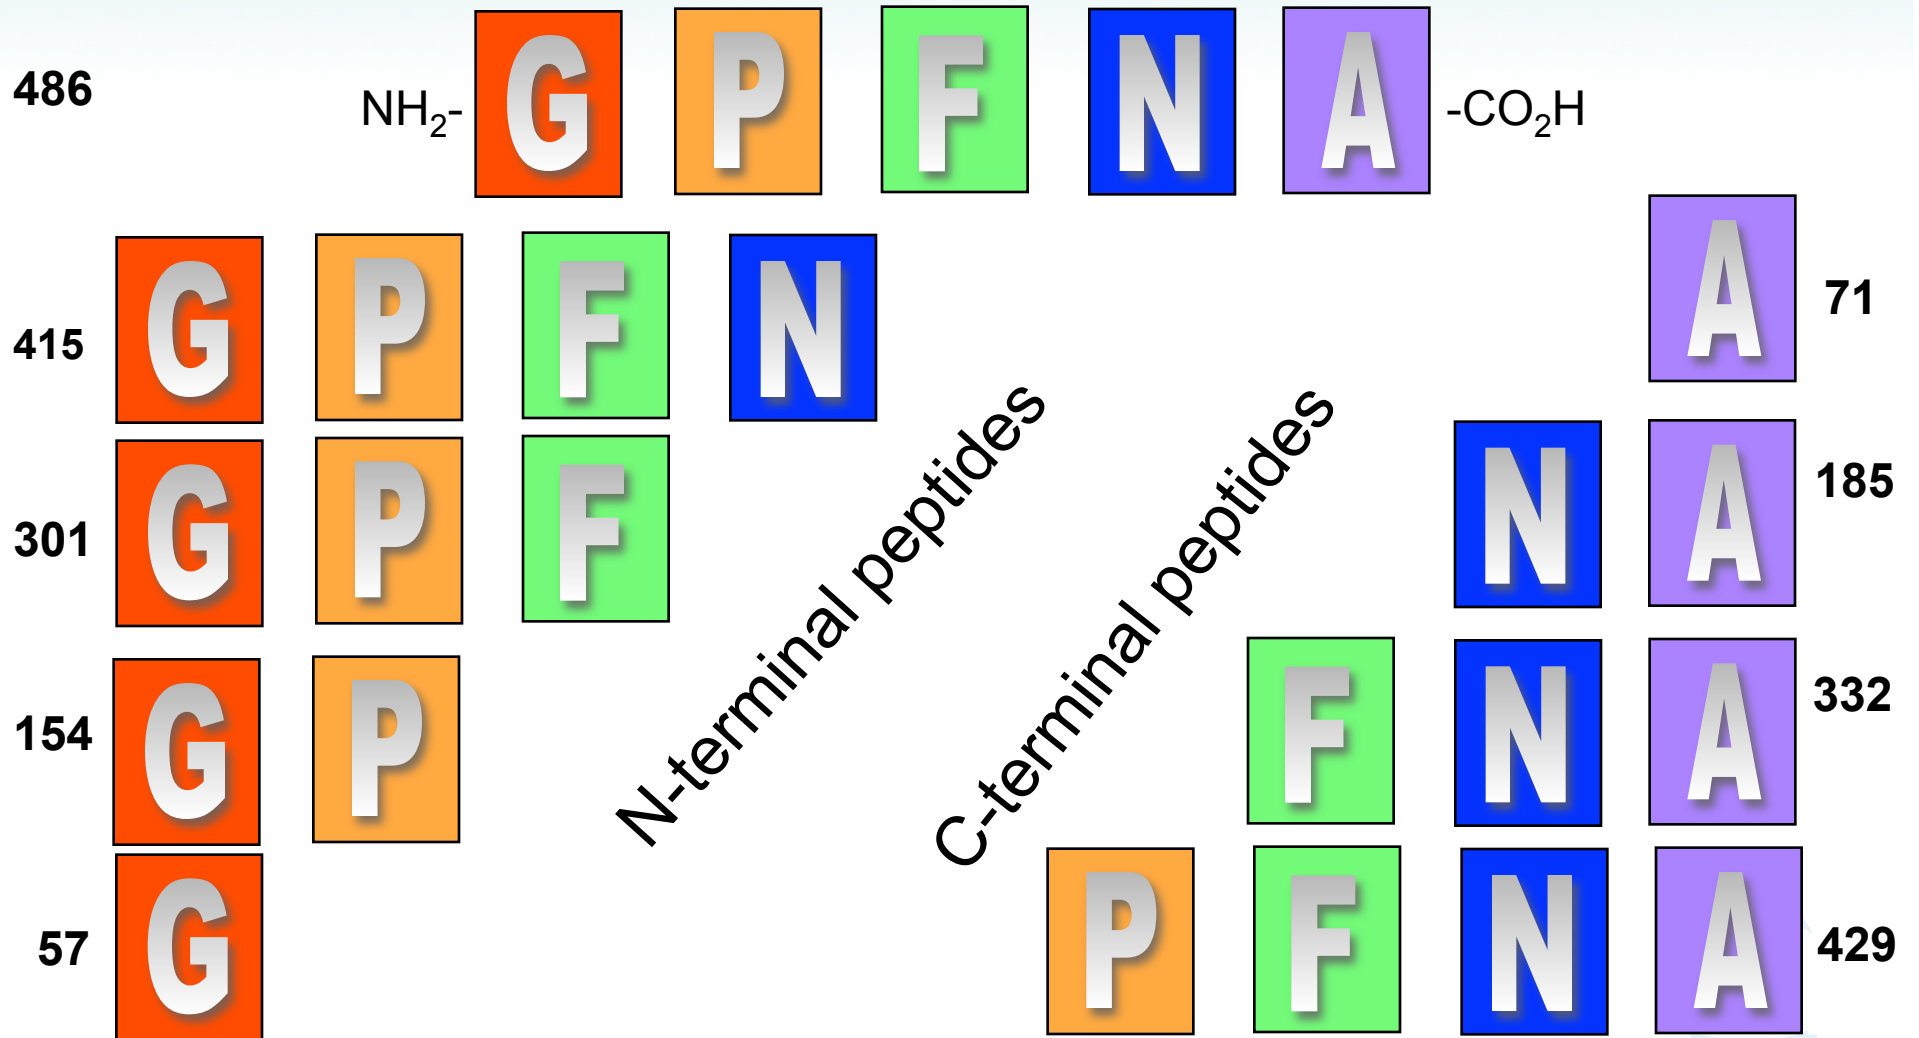 486 NH₂- G P F N A -CO₂H
415 G P F N A 71
301 G P F N A 185
154 G P F N A 332
57 G P F N A 429
N-terminal peptides
C-terminal peptides